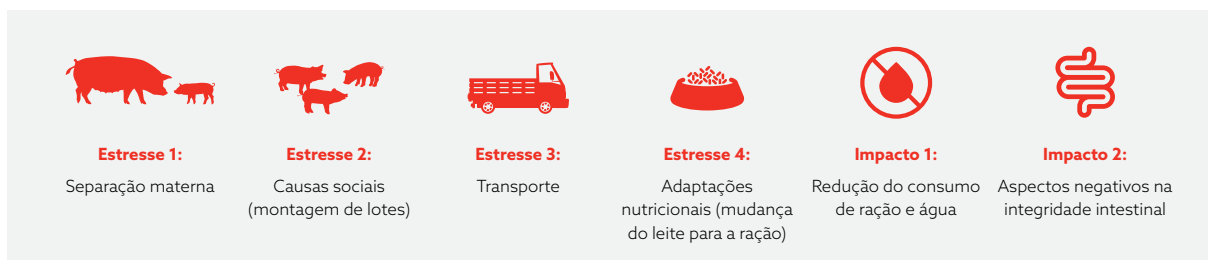 Estresse 1:
Separação materna
Estresse 2:
Causas sociais
(montagem de lotes)
Estresse 3:
Transporte
Estresse 4:
Adaptações
nutricionais (mudança
do leite para a ração)
Impacto 1:
Redução do consumo
de ração e água
Impacto 2:
Aspectos negativos na
integridade intestinal